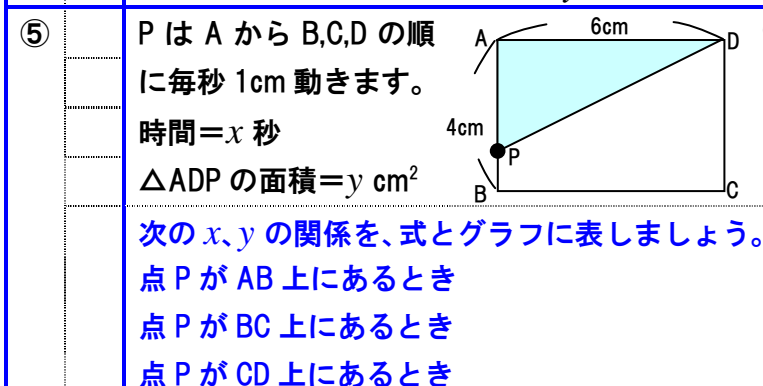 ⑤
P は A から B,C,D の順
に毎秒 1cm 動きます。
時間＝x 秒
△ADP の面積＝y cm²
A
6cm
D
4cm
P
B
C
次の x、y の関係を、式とグラフに表しましょう。
点 P が AB 上にあるとき
点 P が BC 上にあるとき
点 P が CD 上にあるとき